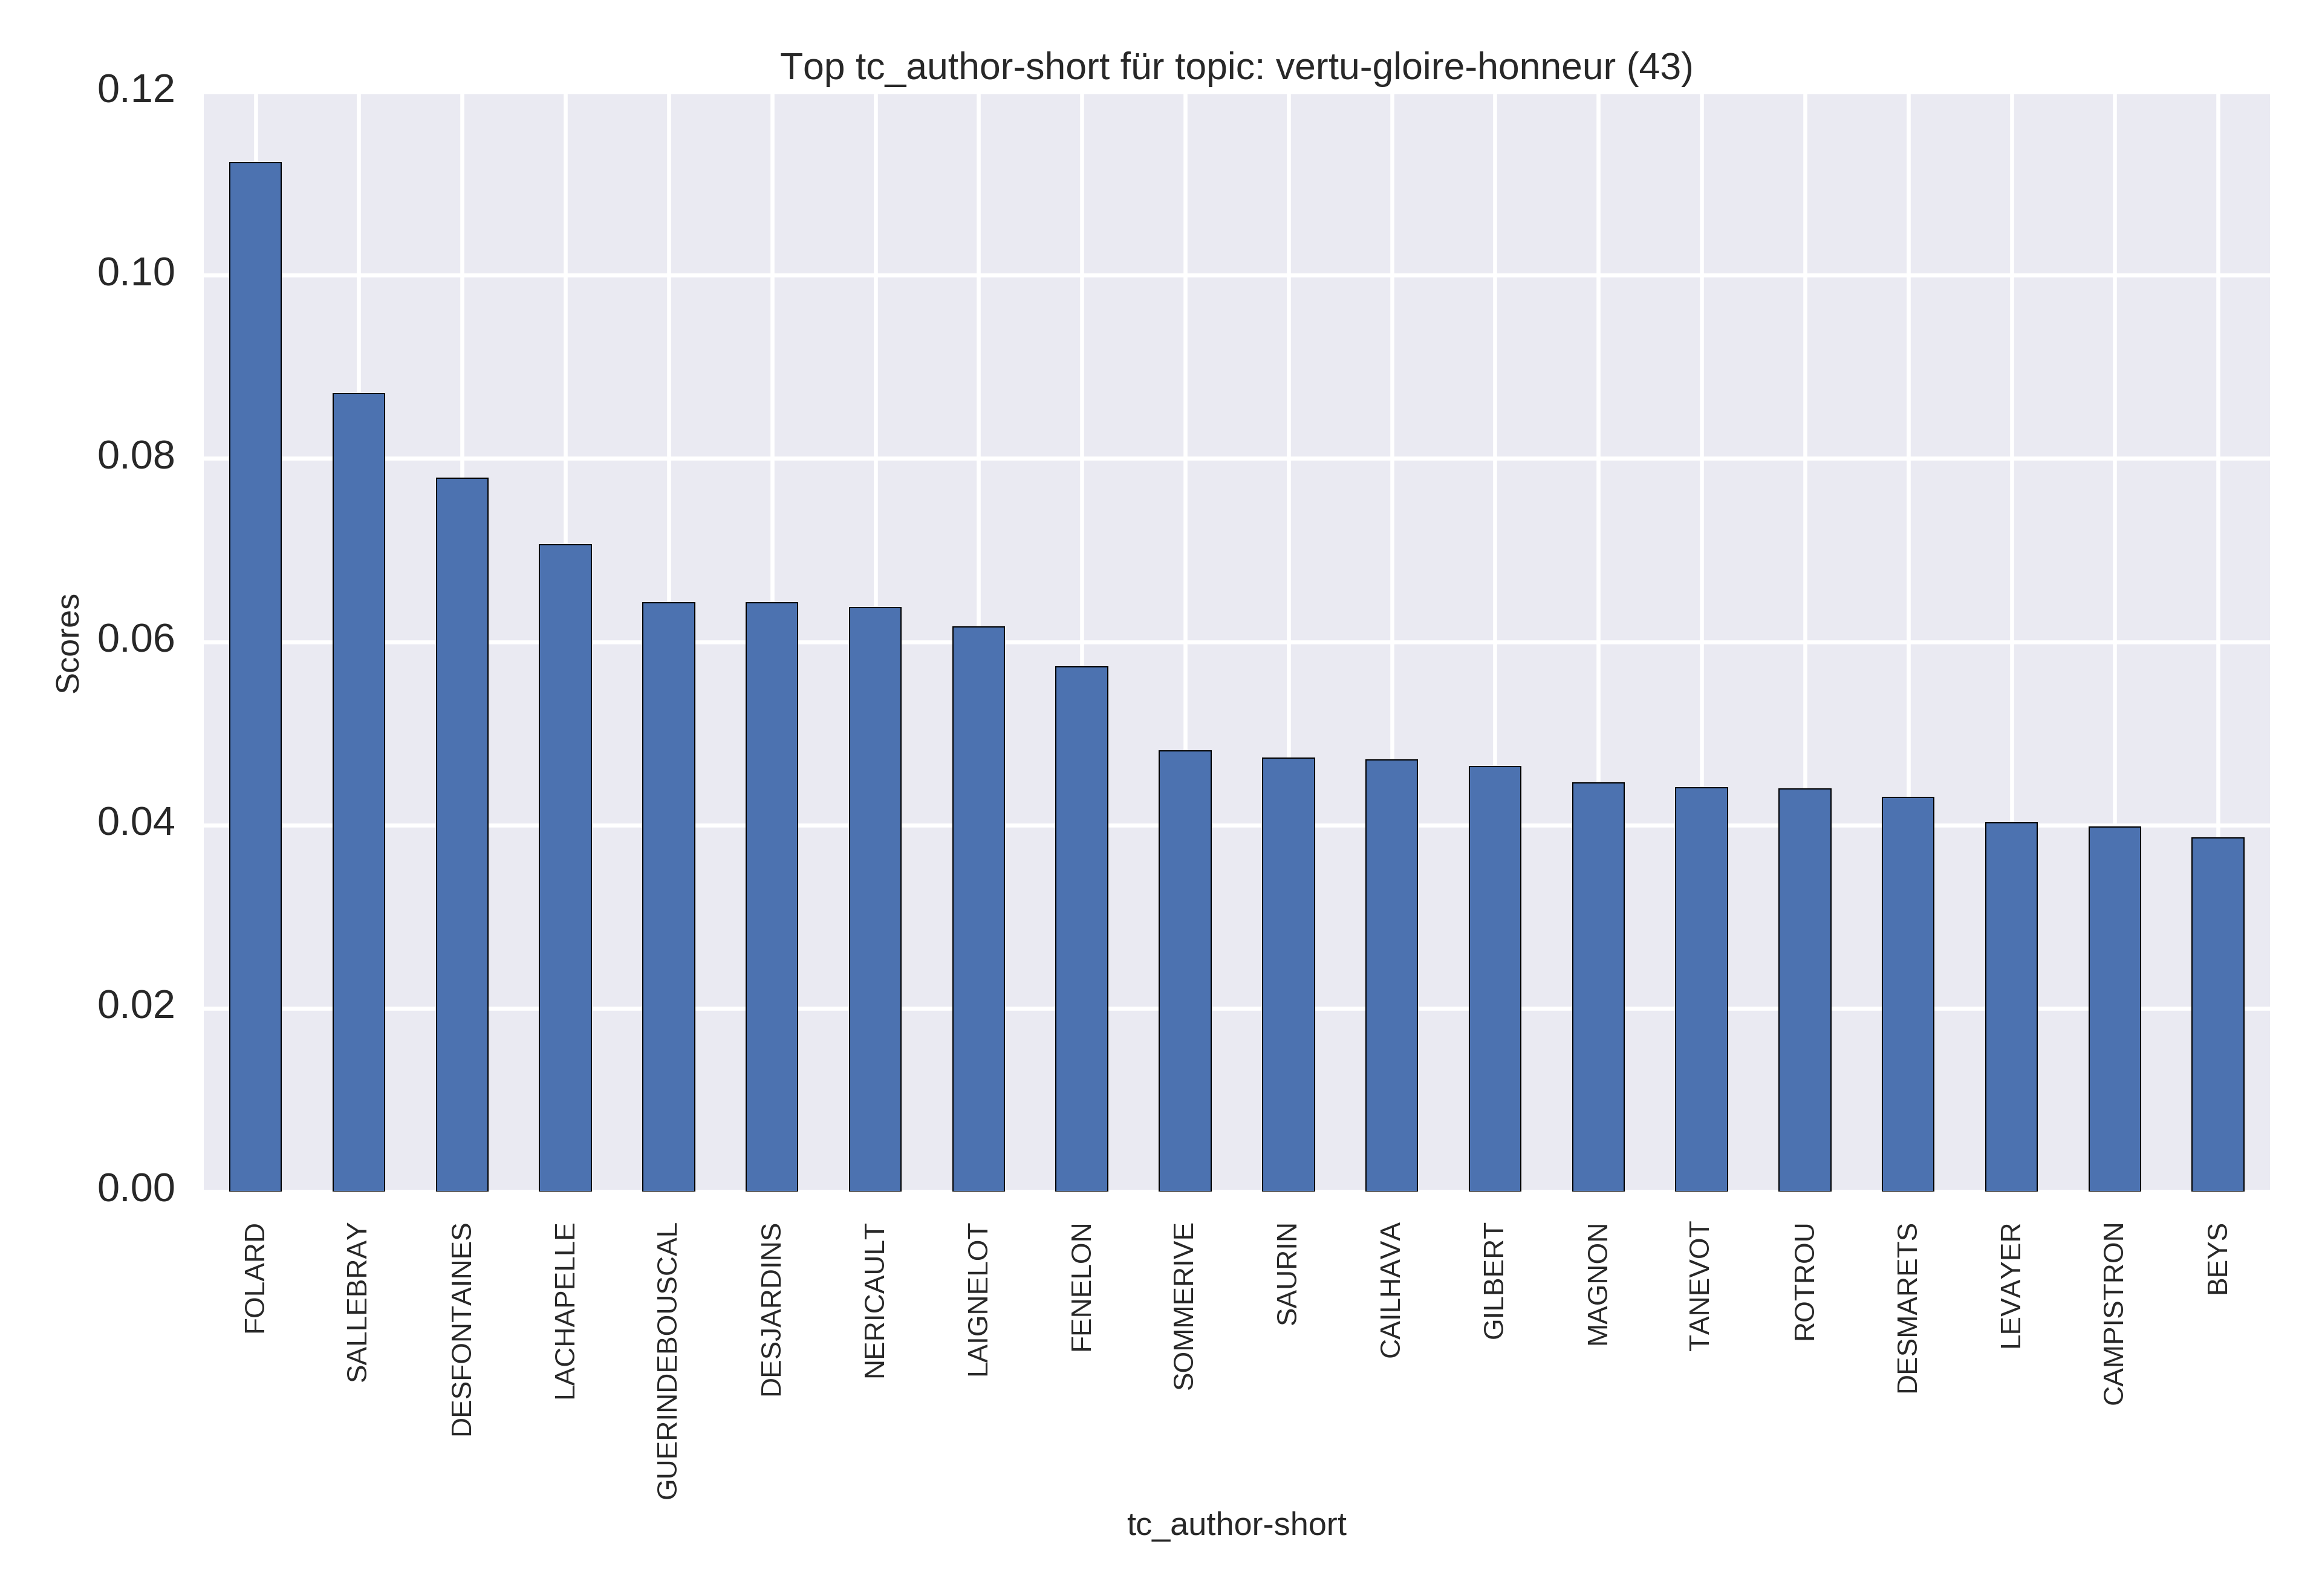 Top tc_author-short für topic: vertu-gloire-honneur (43)
0.12
0.10
0.08
0.06
0.04
0.02
0.00
Scores
FOLARD
SALLEBRAY
DESFONTAINES
LACHAPELLE
GUERINDEBOUSCAL
DESJARDINS
NERICAULT
LAIGNELOT
FENELON
SOMMERIVE
SAURIN
CAILHAVA
GILBERT
MAGNON
TANEVOT
ROTROU
DESMARETS
LEVAYER
CAMPISTRON
BEYS
tc_author-short